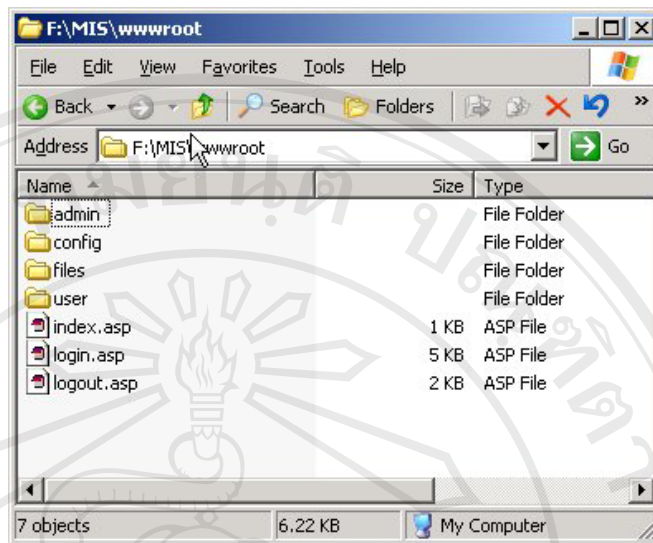 F:\MIS\wwwroot
File Edit View Favorites Tools Help
Back Search Folders »
Address F:\MIS\wwwroot Go
Name Size Type
admin File Folder
config File Folder
files File Folder
user File Folder
index.asp 1 KB ASP File
login.asp 5 KB ASP File
logout.asp 2 KB ASP File
7 objects 6.22 KB My Computer